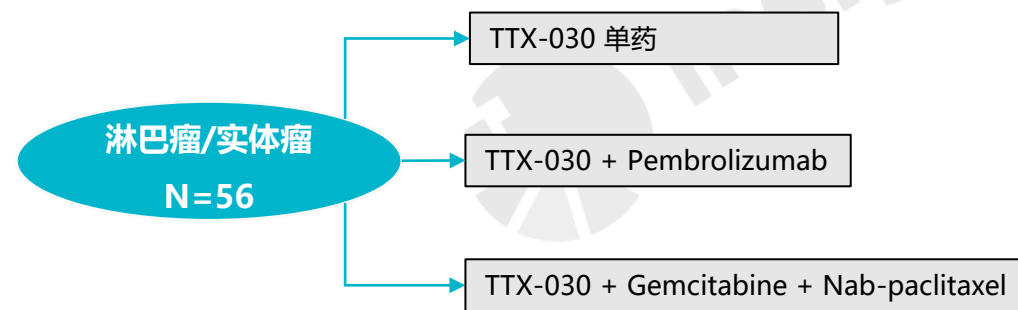 TTX-030 单药
淋巴瘤/实体瘤
N=56
TTX-030 + Pembrolizumab
TTX-030 + Gemcitabine + Nab-paclitaxel